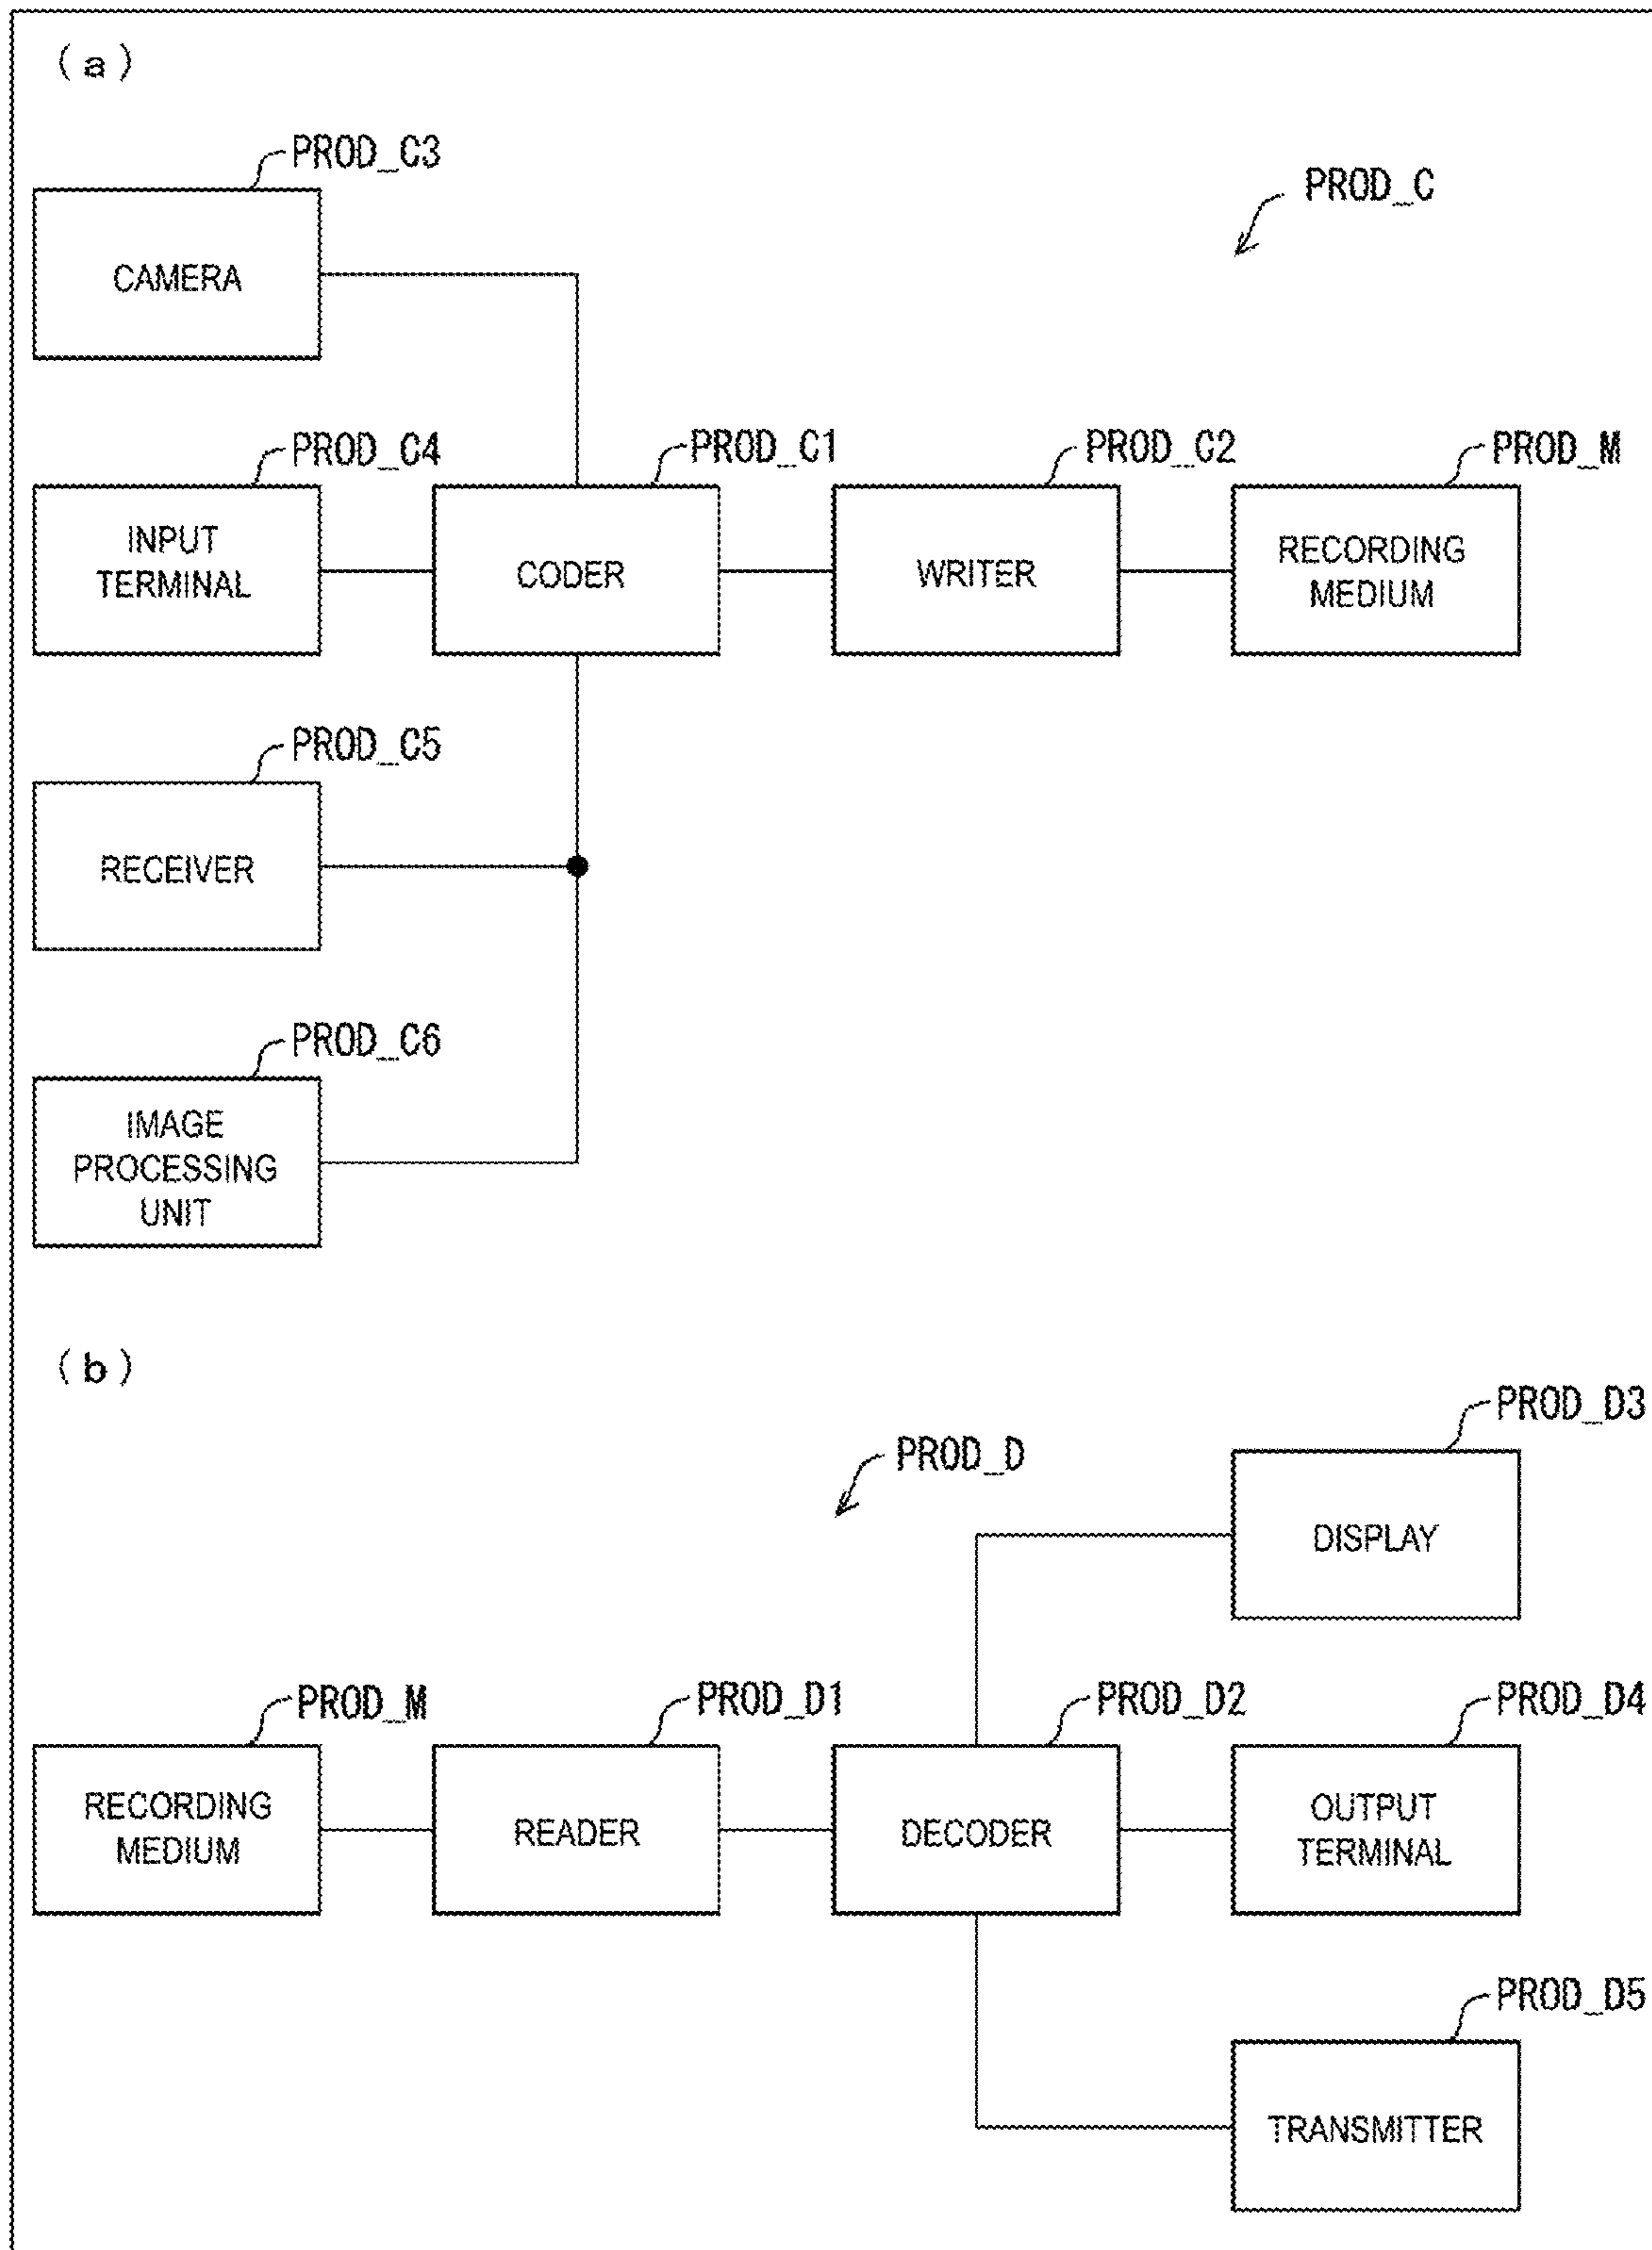 (a)
PROD_C3
PROD_C
CAMERA
PROD_C4
PROD_C1
PROD_C2
PROD_M
INPUT
TERMINAL
CODER
WRITER
RECORDING
MEDIUM
PROD_C5
RECEIVER
PROD_C6
IMAGE
PROCESSING
UNIT
(b)
PROD_D3
PROD_D
DISPLAY
PROD_M
PROD_D1
PROD_D2
PROD_D4
RECORDING
MEDIUM
READER
DECODER
OUTPUT
TERMINAL
PROD_D5
TRANSMITTER